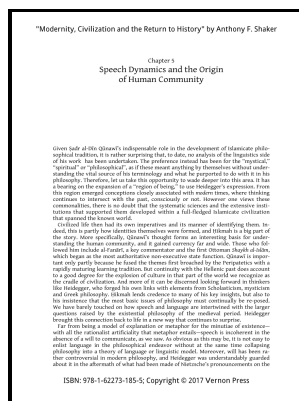 "Modernity, Civilization and the Return to History" by Anthony F. Shaker
Chapter 5
Speech Dynamics and the Origin
of Human Community
Given Ṣadr al-Dīn Qūnawī's indispensable role in the development of Islamicate philo-
sophical tradition, it is rather surprising that, to date, no analysis of the linguistics side
of his work has been undertaken. The preference instead has been for the "mystical,"
"spiritual" or "philosophical", as if these meant anything by themselves without under-
standing the vital source of his terminology and what he purported to do with it in his
philosophy. Therefore, let us take this opportunity to wade deeper into this area. It has
a bearing on the expansion of a "region of being," to use Heidegger's expression. From
this region emerged conceptions closely associated with modern times, where thinking
continues to intersect with the past, consciously or not. However one views these
commonalities, there is no doubt that the systematic sciences and the extensive insti-
tutions that supported them developed within a full-fledged Islamicate civilization
that spanned the known world.
Civilized life had its own imperatives and its manner of identifying them. In-
deed, this is partly how identities themselves were formed, and Ḥikmah is a big part of
the story. More specifically, Qūnawī's thought forms an interesting basis for under-
standing the human community, and it gained currency far and wide. Those who fol-
lowed him include al-Fanārī, a key commentator and the first Ottoman Shaykh al-Islām,
which began as the most authoritative non-executive state function. Qūnawī is impor-
tant only partly because he fused the themes first broached by the Peripatetics with a
rapidly maturing learning tradition. But continuity with the Hellenic past does account
to a good degree for the explosion of culture in that part of the world we recognize as
the cradle of civilization. And more of it can be discerned looking forward to thinkers
like Heidegger, who forged his own links with elements from Scholasticism, mysticism
and Greek philosophy. Ḥikmah lends credence to many of his key insights, but also to
his insistence that the most basic issues of philosophy must continually be re-posed.
We have barely touched on how speech and language are intertwined with the larger
questions raised by the existential philosophy of the medieval period. Heidegger
brought this connection back to life in a new way that continues to surprise.
Far from being a model of explanation or metaphor for the minutiae of existence—
with all the rationalist artificiality that metaphor entails—speech is incoherent in the
absence of a will to communicate, as we saw. As obvious as this may be, it is not easy to
enlist language in the philosophical endeavor without at the same time collapsing
philosophy into a theory of language or linguistic model. Moreover, will has been ra-
ther controversial in modern philosophy, and Heidegger was understandably guarded
about it in the aftermath of what had been made of Nietzsche's pronouncements on the
ISBN: 978-1-62273-185-5; Copyright © 2017 Vernon Press